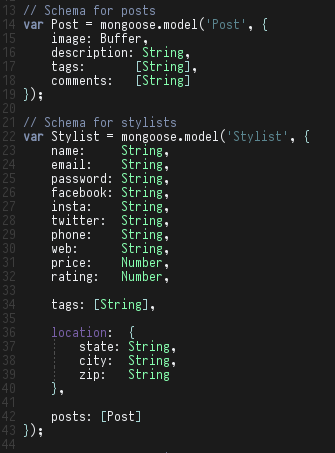 13 // Schema for posts
14 var Post = mongoose.model('Post', {
15     image: Buffer,
16     description: String,
17     tags:       [String],
18     comments:   [String]
19 });
20
21 // Schema for stylists
22 var Stylist = mongoose.model('Stylist', {
23     name:     String,
24     email:    String,
25     password: String,
26     facebook: String,
27     insta:    String,
28     twitter:  String,
29     phone:    String,
30     web:      String,
31     price:    Number,
32     rating:   Number,
33
34     tags: [String],
35
36     location:  {
37         state: String,
38         city:  String,
39         zip:   String
40     },
41
42     posts: [Post]
43 });
44